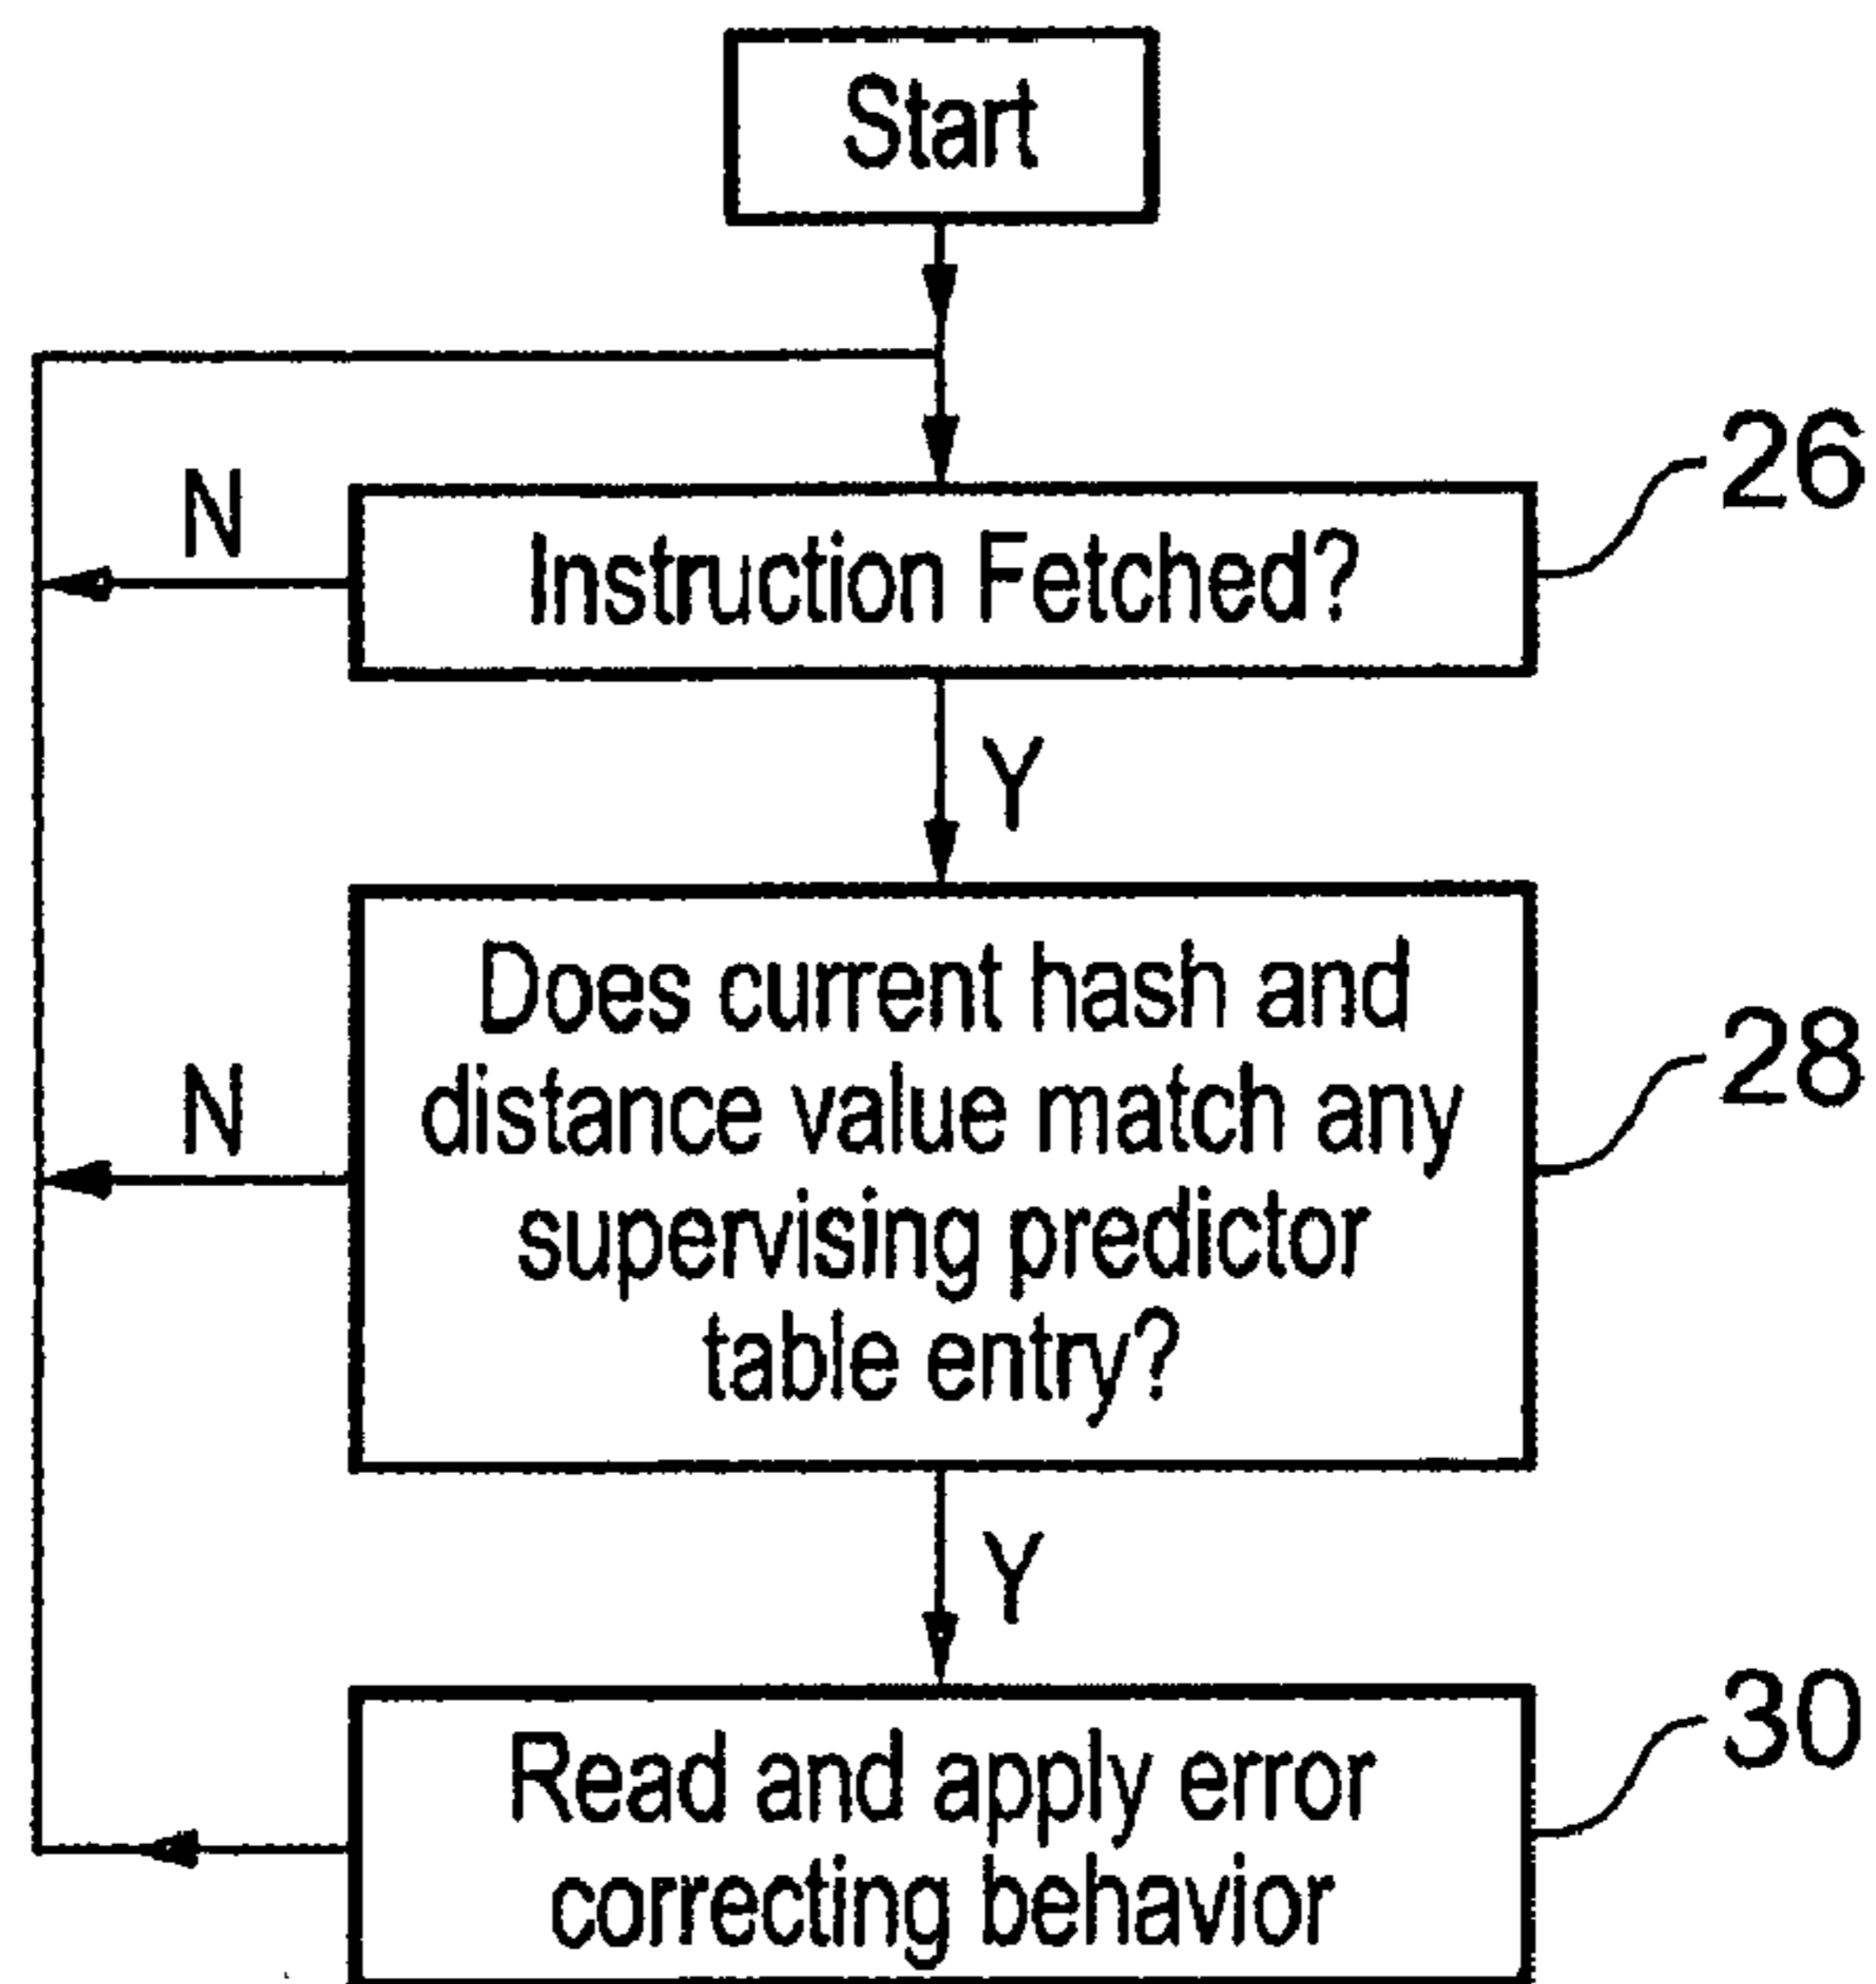 Start
26
N
Instruction Fetched?
Y
Does current hash and
28
distance value match any
N
supervising predictor
table entry?
Y
30
Read and apply error
correcting behavior